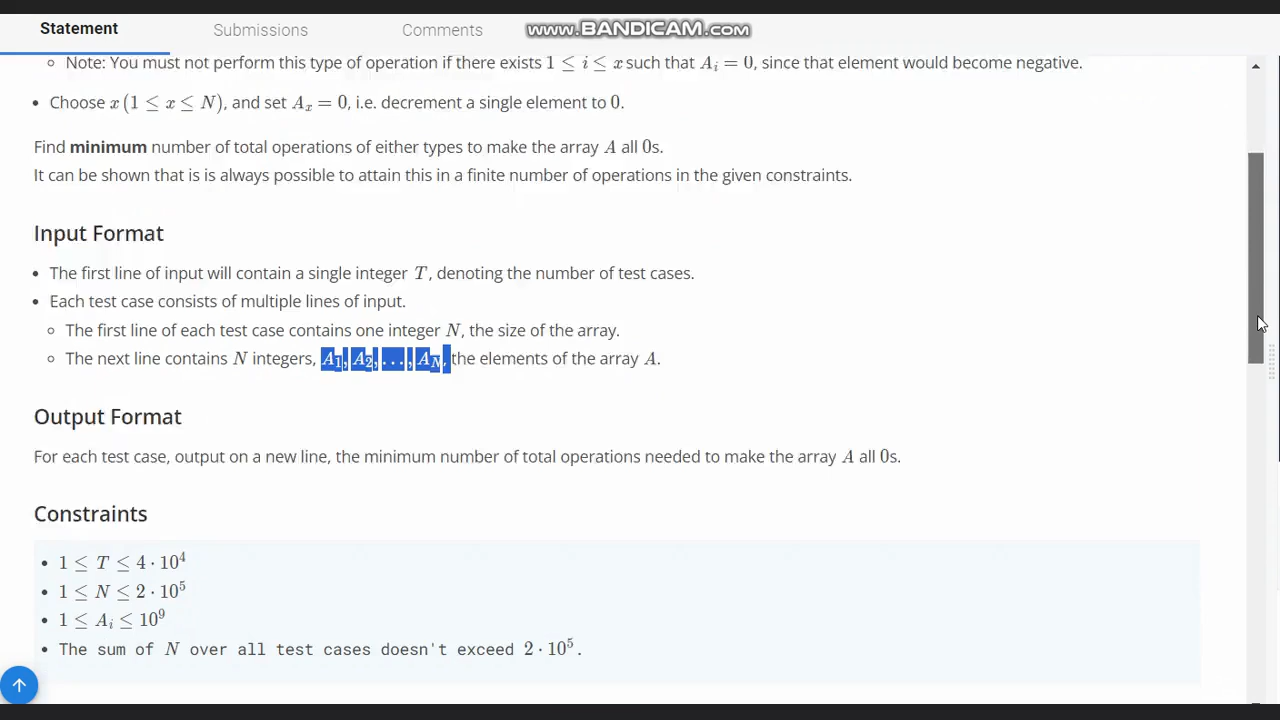 Statement Submissions Comments www.BANDICAM.com
Note: You must not perform this type of operation if there exists 1 ≤ i ≤ x such that A_i = 0, since that element would become negative.
Choose x (1 ≤ x ≤ N), and set A_x = 0, i.e. decrement a single element to 0.
Find minimum number of total operations of either types to make the array A all 0s.
It can be shown that is is always possible to attain this in a finite number of operations in the given constraints.
Input Format
The first line of input will contain a single integer T, denoting the number of test cases.
Each test case consists of multiple lines of input.
The first line of each test case contains one integer N, the size of the array.
The next line contains N integers, A_1, A_2, …, A_N, the elements of the array A.
Output Format
For each test case, output on a new line, the minimum number of total operations needed to make the array A all 0s.
Constraints
1 ≤ T ≤ 4 · 10^4
1 ≤ N ≤ 2 · 10^5
1 ≤ A_i ≤ 10^9
The sum of N over all test cases doesn't exceed 2 · 10^5.